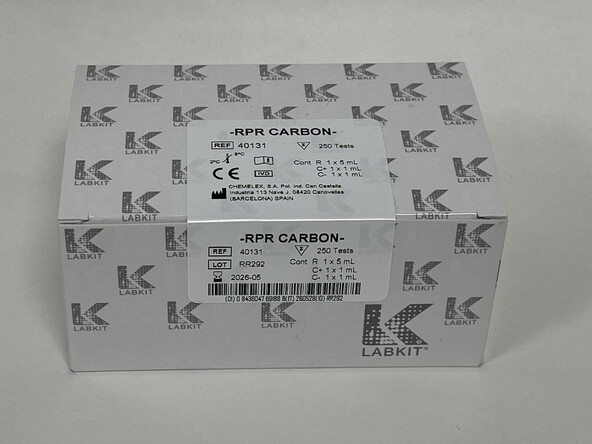 -RPR CARBON-
REF 40131 250 Tests
2ºC 8ºC
Cont R 1 x 5 mL
C+ 1 x 1 mL
C- 1 x 1 mL
CE IVD
CHEMELEX, S.A. Pol. Ind. Can Castells.
Industria 113 Nave J. 08420 Canovelles
(BARCELONA) SPAIN
-RPR CARBON-
REF 40131 250 Tests
LOT RR292
2026-05
Cont R 1 x 5 mL
C+ 1 x 1 mL
C- 1 x 1 mL
LABKIT
LABKIT®